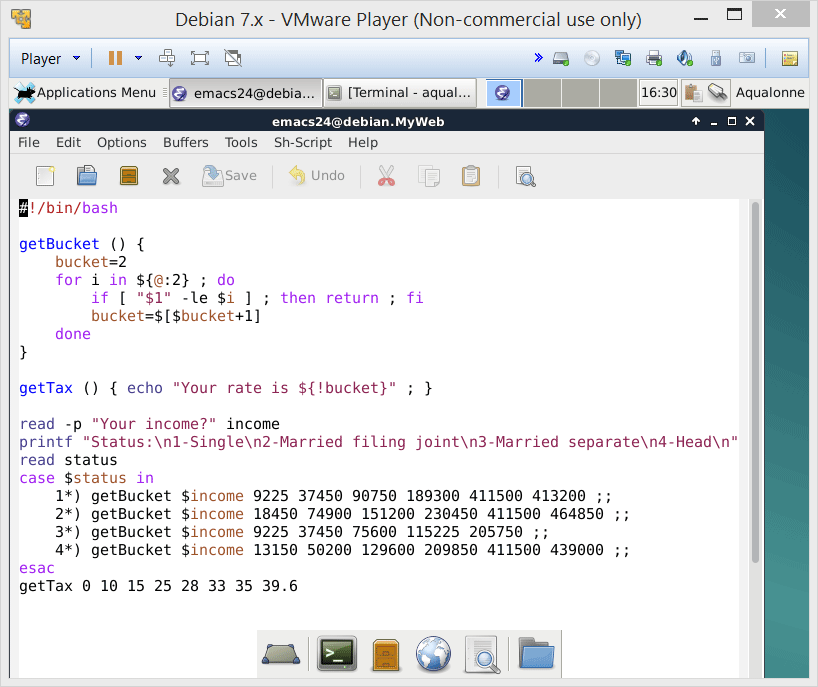 Debian 7.x - VMware Player (Non-commercial use only)
Player
Applications Menu emacs24@debia... [Terminal - aqual... 16:30 Aqualonne
emacs24@debian.MyWeb
File Edit Options Buffers Tools Sh-Script Help
Save Undo
#!/bin/bash
getBucket () {
    bucket=2
    for i in ${@:2} ; do
        if [ "$1" -le $i ] ; then return ; fi
        bucket=$[$bucket+1]
    done
}
getTax () { echo "Your rate is ${!bucket}" ; }
read -p "Your income?" income
printf "Status:\n1-Single\n2-Married filing joint\n3-Married separate\n4-Head\n"
read status
case $status in
    1*) getBucket $income 9225 37450 90750 189300 411500 413200 ;;
    2*) getBucket $income 18450 74900 151200 230450 411500 464850 ;;
    3*) getBucket $income 9225 37450 75600 115225 205750 ;;
    4*) getBucket $income 13150 50200 129600 209850 411500 439000 ;;
esac
getTax 0 10 15 25 28 33 35 39.6